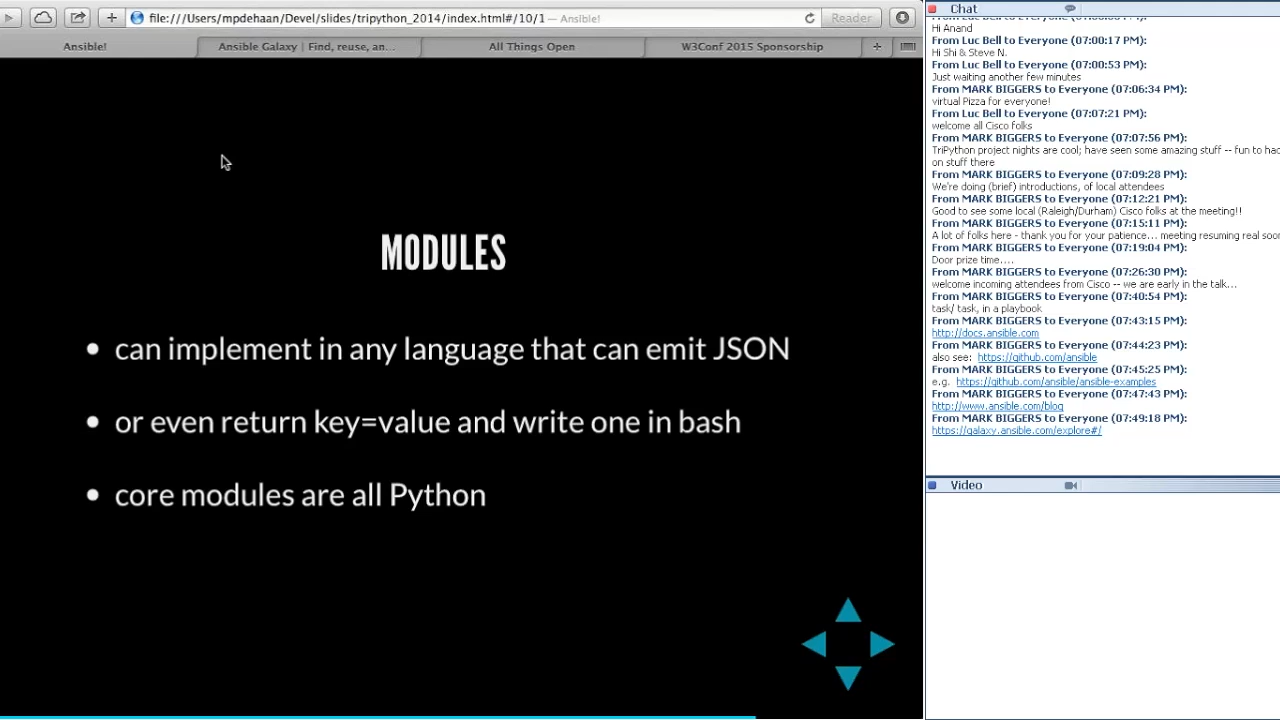 file:///Users/mpdehaan/Devel/slides/tripython_2014/index.html#/10/1 — Ansible!
Reader
Ansible!
Ansible Galaxy | Find, reuse, an...
All Things Open
W3Conf 2015 Sponsorship
MODULES
• can implement in any language that can emit JSON
• or even return key=value and write one in bash
• core modules are all Python
Chat
Hi Anand
From Luc Bell to Everyone (07:00:17 PM):
Hi Shi & Steve N.
From Luc Bell to Everyone (07:00:53 PM):
Just waiting another few minutes
From MARK BIGGERS to Everyone (07:06:34 PM):
virtual Pizza for everyone!
From Luc Bell to Everyone (07:07:21 PM):
welcome all Cisco folks
From MARK BIGGERS to Everyone (07:07:56 PM):
TriPython project nights are cool; have seen some amazing stuff -- fun to hac
on stuff there
From MARK BIGGERS to Everyone (07:09:28 PM):
We're doing (brief) introductions, of local attendees
From MARK BIGGERS to Everyone (07:12:21 PM):
Good to see some local (Raleigh/Durham) Cisco folks at the meeting!!
From MARK BIGGERS to Everyone (07:15:11 PM):
A lot of folks here - thank you for your patience... meeting resuming real soon
From MARK BIGGERS to Everyone (07:19:04 PM):
Door prize time....
From MARK BIGGERS to Everyone (07:26:30 PM):
welcome incoming attendees from Cisco -- we are early in the talk...
From MARK BIGGERS to Everyone (07:40:54 PM):
task/ task, in a playbook
From MARK BIGGERS to Everyone (07:43:15 PM):
http://docs.ansible.com
From MARK BIGGERS to Everyone (07:44:23 PM):
also see: https://github.com/ansible
From MARK BIGGERS to Everyone (07:45:25 PM):
e.g. https://github.com/ansible/ansible-examples
From MARK BIGGERS to Everyone (07:47:43 PM):
http://www.ansible.com/blog
From MARK BIGGERS to Everyone (07:49:18 PM):
https://galaxy.ansible.com/explore#/
Video